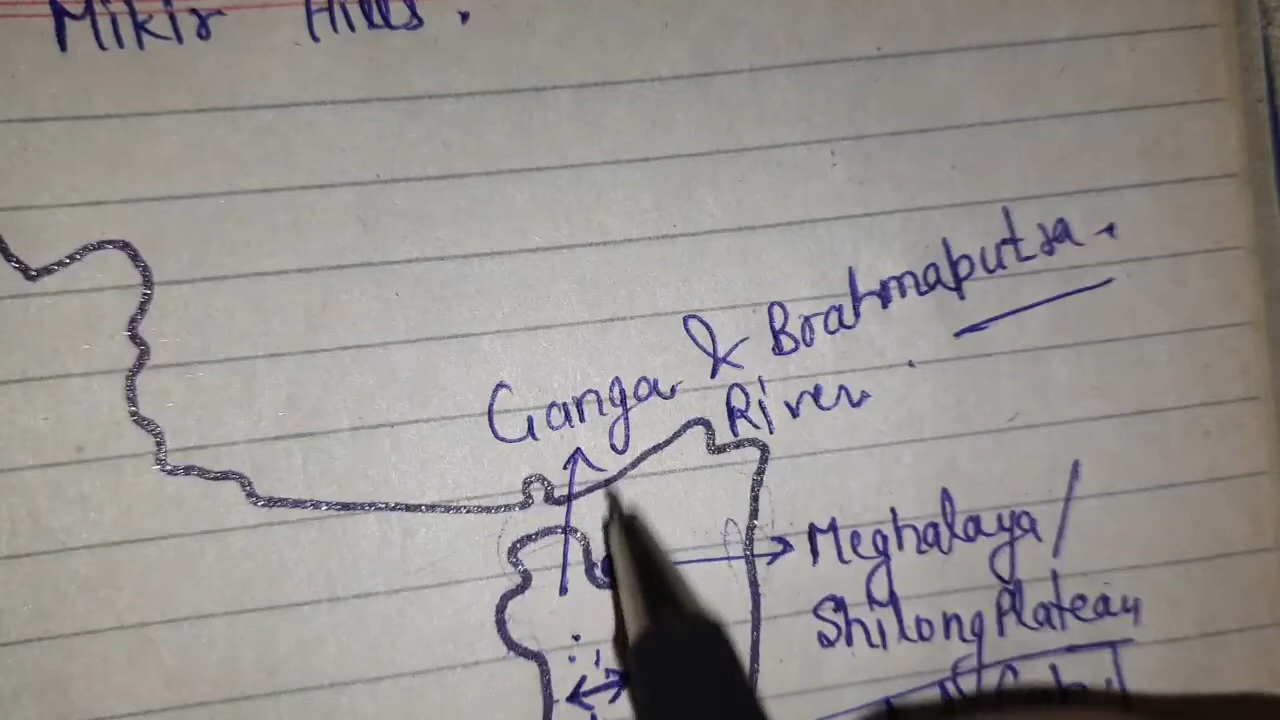 Mikir Hills.
Ganga & Brahmaputra.
River.
Meghalaya/
Shilong Plateau